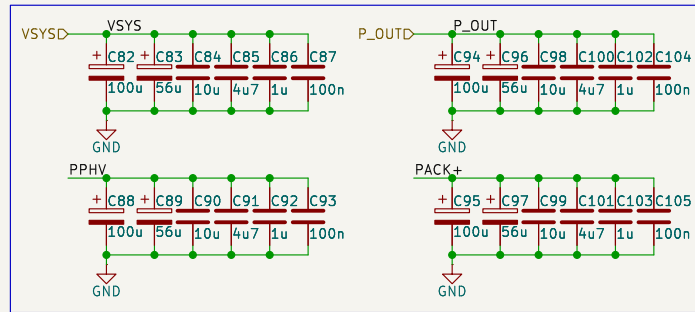 VSYS VSYS
+ C82 + C83 C84 C85 C86 C87
100u 56u 10u 4u7 1u 100n
GND
P_OUT P_OUT
+ C94 + C96 C98 C100 C102 C104
100u 56u 10u 4u7 1u 100n
GND
PPHV
+ C88 + C89 C90 C91 C92 C93
100u 56u 10u 4u7 1u 100n
GND
PACK+
+ C95 + C97 C99 C101 C103 C105
100u 56u 10u 4u7 1u 100n
GND